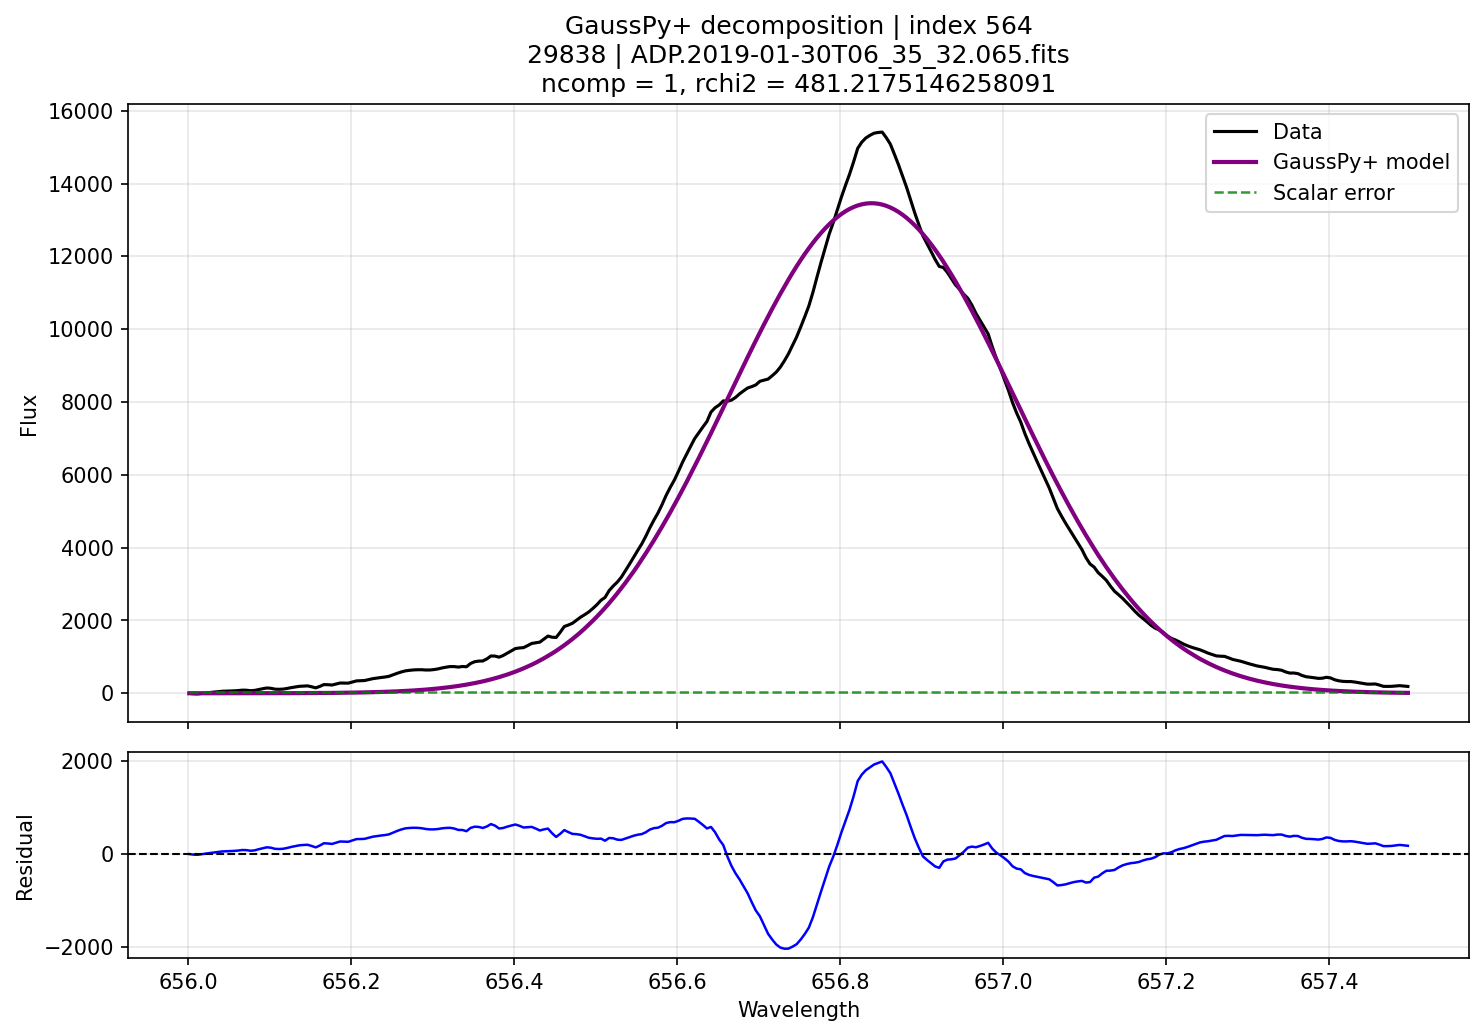 GaussPy+ decomposition | index 564
29838 | ADP.2019-01-30T06_35_32.065.fits
ncomp = 1, rchi2 = 481.2175146258091
16000
14000
12000
10000
8000
6000
4000
2000
0
Flux
Data
GaussPy+ model
Scalar error
2000
0
−2000
Residual
656.0
656.2
656.4
656.6
656.8
657.0
657.2
657.4
Wavelength